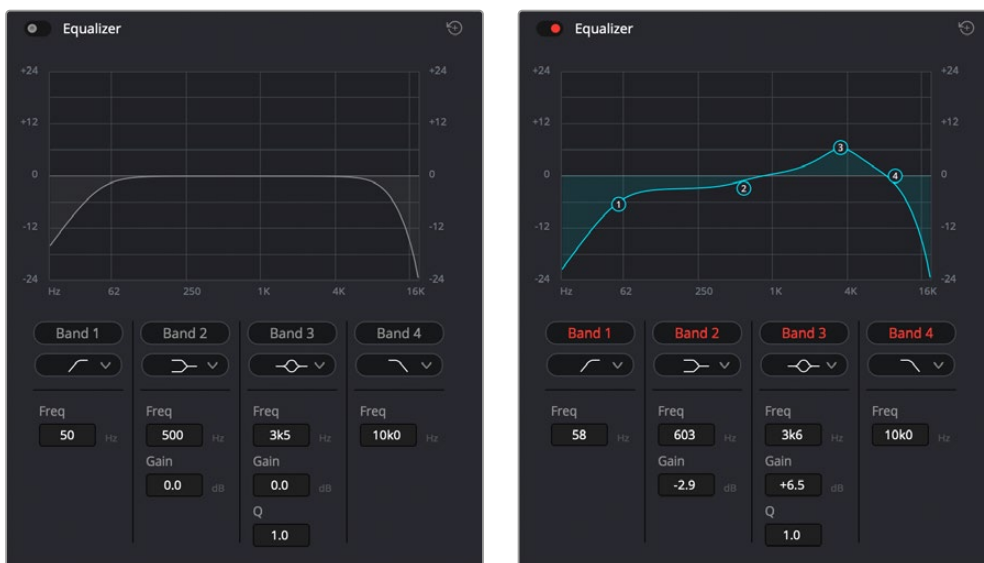 Equalizer
+24 +24
+12 +12
0 0
-12 -12
-24 -24
Hz 62 250 1K 4K 16K
Band 1 Band 2 Band 3 Band 4
Freq Freq Freq Freq
50 Hz 500 Hz 3k5 Hz 10k0 Hz
Gain Gain
0.0 dB 0.0 dB
Q
1.0
Equalizer
+24 +24
+12 +12
0 0
-12 -12
-24 -24
Hz 62 250 1K 4K 16K
1 2 3 4
Band 1 Band 2 Band 3 Band 4
Freq Freq Freq Freq
58 Hz 603 Hz 3k6 Hz 10k0 Hz
Gain Gain
-2.9 dB +6.5 dB
Q
1.0